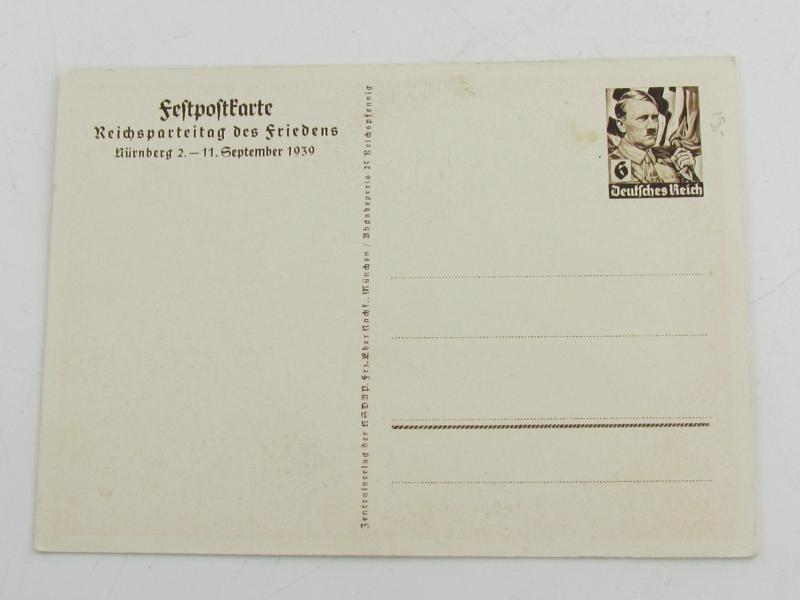 Festpostkarte
Reichsparteitag des Friedens
Nürnberg 2. – 11. September 1939
Zentralverlag der NSDAP. Frz. Eher Nachf., München / Abgabepreis 25 Reichspfennig
6
Deutsches Reich